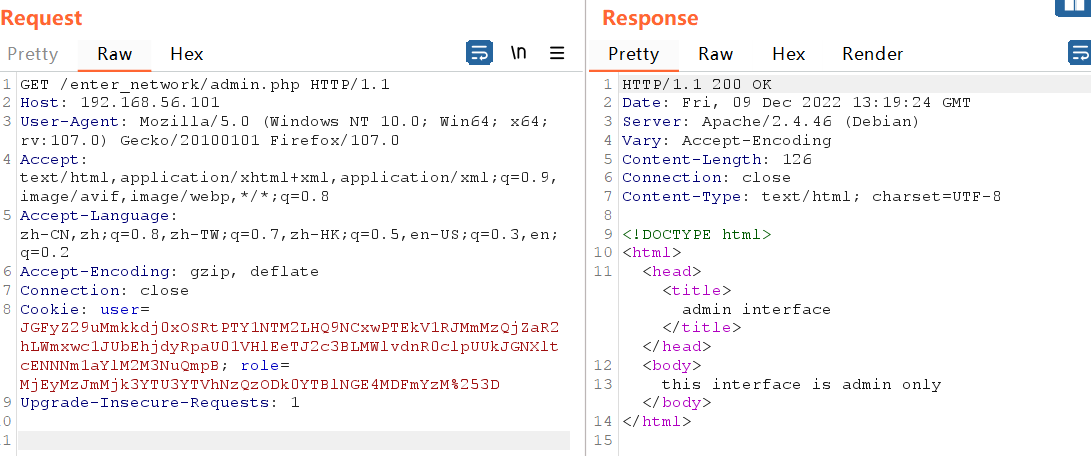 Request
Pretty Raw Hex \n
1 GET /enter_network/admin.php HTTP/1.1
2 Host: 192.168.56.101
3 User-Agent: Mozilla/5.0 (Windows NT 10.0; Win64; x64;
rv:107.0) Gecko/20100101 Firefox/107.0
4 Accept:
text/html,application/xhtml+xml,application/xml;q=0.9,
image/avif,image/webp,*/*;q=0.8
5 Accept-Language:
zh-CN,zh;q=0.8,zh-TW;q=0.7,zh-HK;q=0.5,en-US;q=0.3,en;
q=0.2
6 Accept-Encoding: gzip, deflate
7 Connection: close
8 Cookie: user=
JGFyZ29uMmkkdj0xOSRtPTY1NTM2LHQ9NCxwPTEkV1RJMmMzQjZaR2
hLWmxwc1JUbEhjdyRpaU01VHlEeTJ2c3BLMWlvdnR0clpUUkJGNXlt
cENNNm1aYlM2M3NuQmpB; role=
MjEyMzJmMjk3YTU3YTVhNzQzODk0YTBlNGE4MDFmYzM%253D
9 Upgrade-Insecure-Requests: 1
0
1
Response
Pretty Raw Hex Render
1 HTTP/1.1 200 OK
2 Date: Fri, 09 Dec 2022 13:19:24 GMT
3 Server: Apache/2.4.46 (Debian)
4 Vary: Accept-Encoding
5 Content-Length: 126
6 Connection: close
7 Content-Type: text/html; charset=UTF-8
8
9 <!DOCTYPE html>
10 <html>
11 <head>
<title>
admin interface
</title>
</head>
12 <body>
13 this interface is admin only
</body>
14 </html>
15